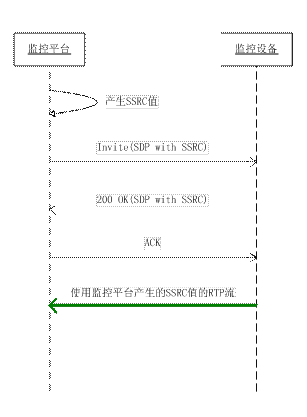 监控平台
监控设备
产生SSRC值
Invite(SDP with SSRC)
200 OK(SDP with SSRC)
ACK
使用监控平台产生的SSRC值的RTP流